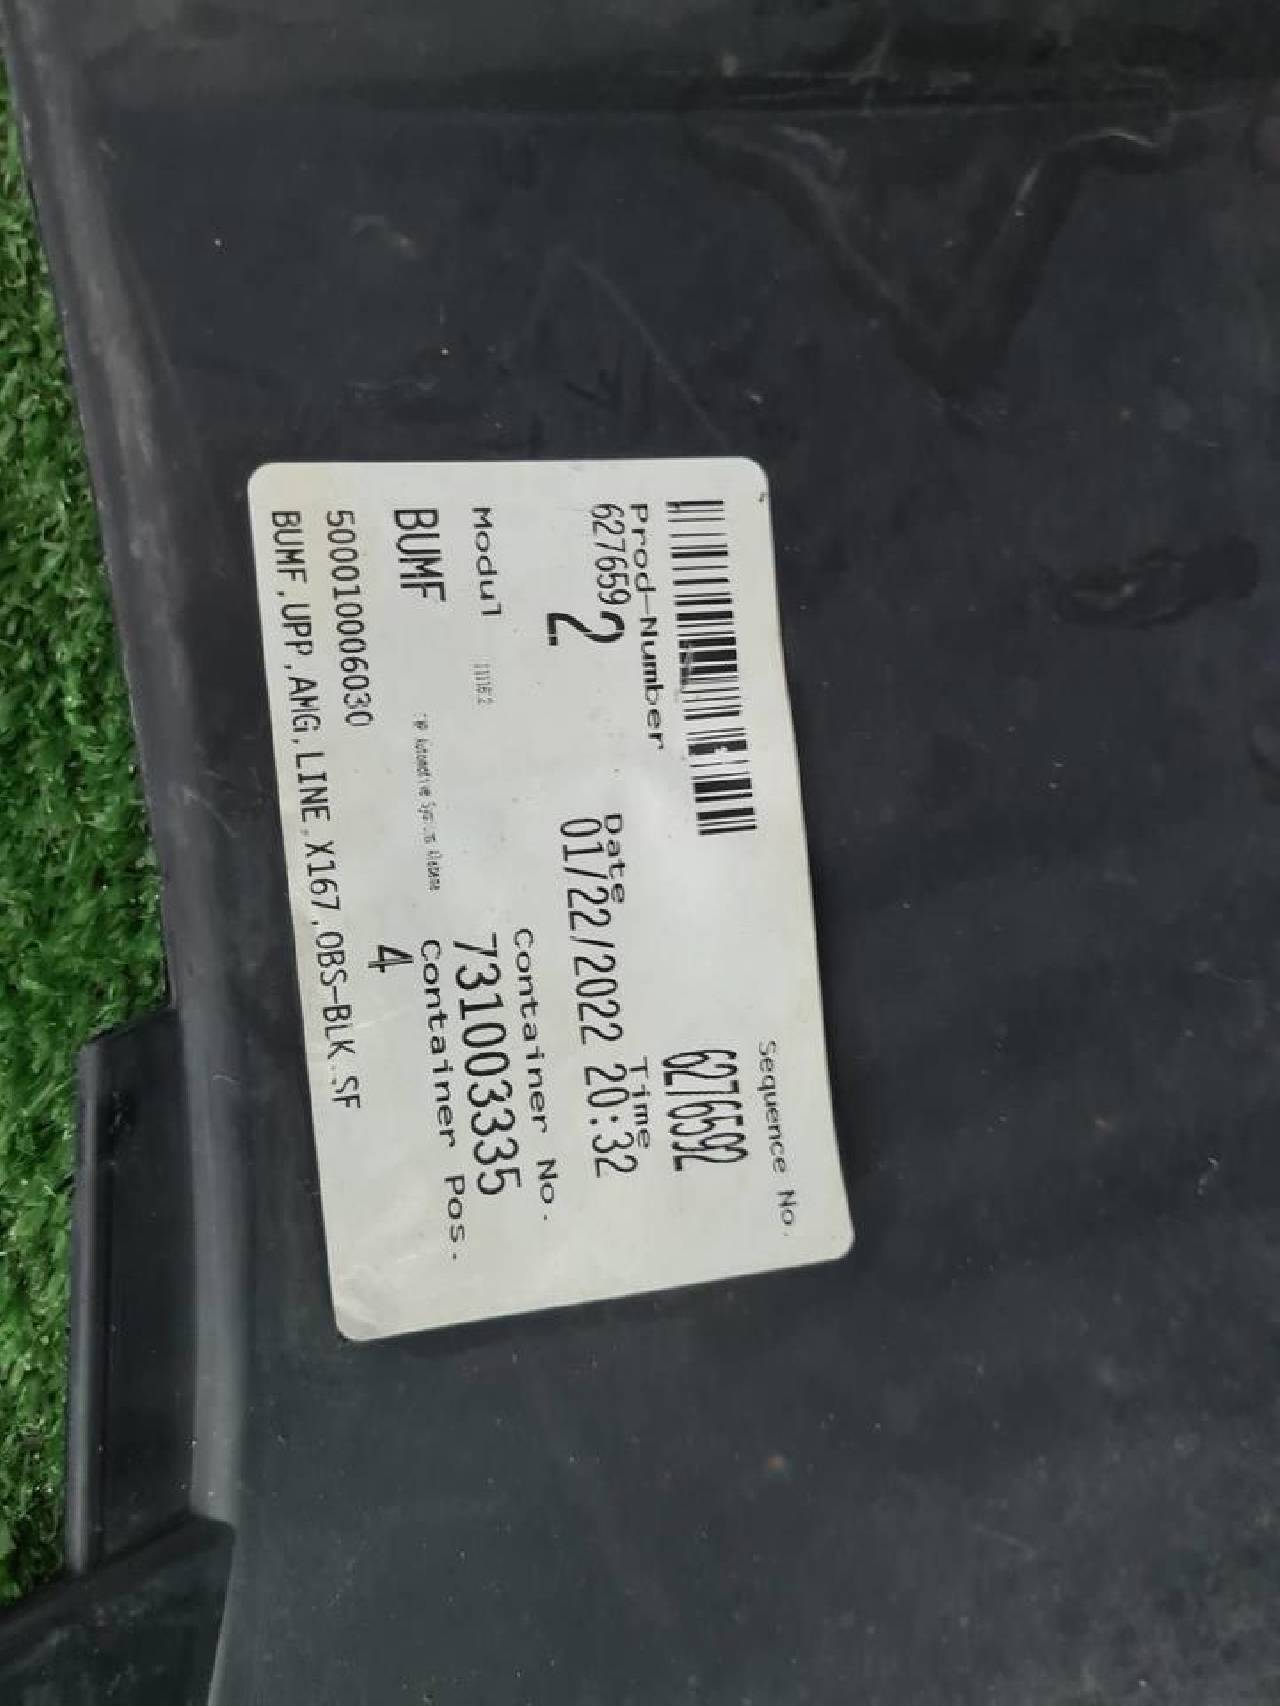 Sequence No.
6276592
Prod-Number
6276592
Date
01/22/2022
Time
20:32
Modul
BUMF
Container No.
731003335
Container Pos.
4
500010006030
BUMF,UPP,AMG,LINE,X167,OBS-BLK,SF